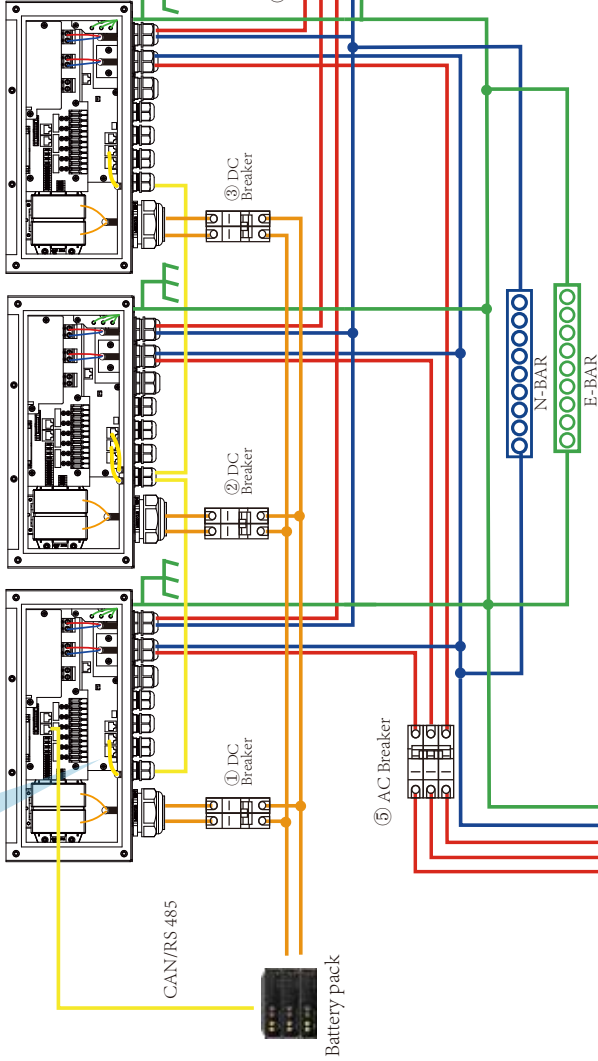 ③ DC
Breaker
② DC
Breaker
① DC
Breaker
N-BAR
E-BAR
⑤ AC Breaker
CAN/RS 485
Battery pack